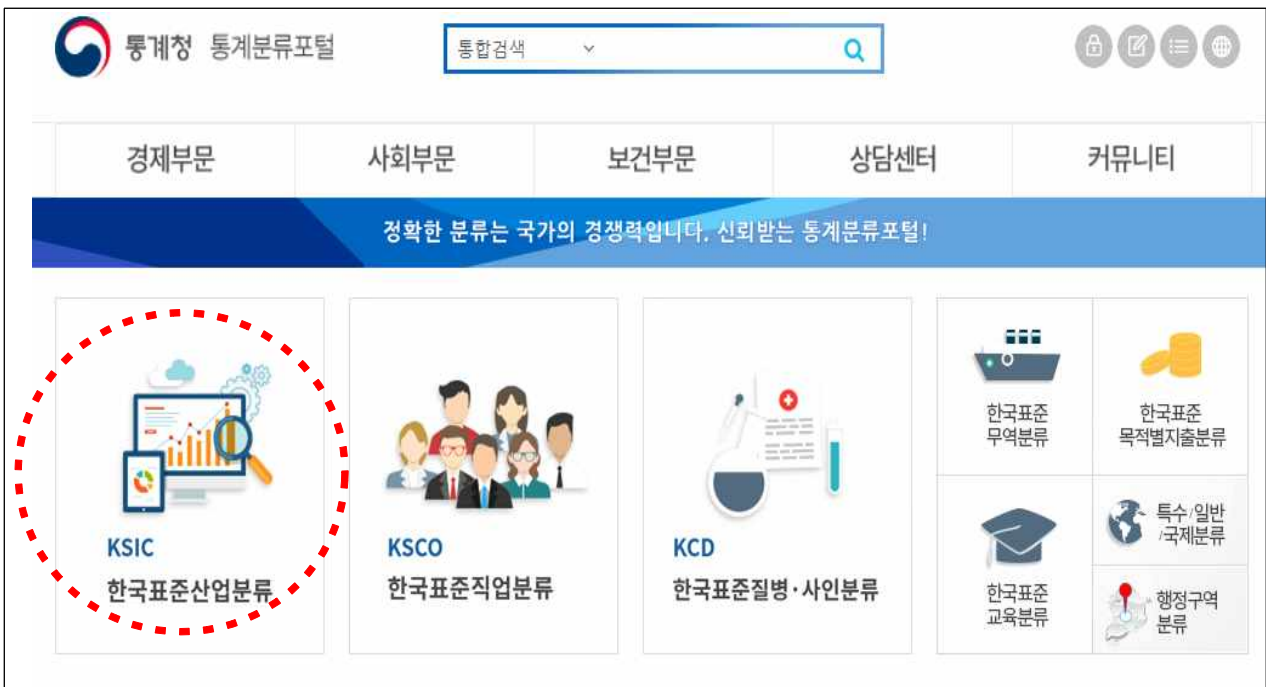 통계청 통계분류포털
통합검색
경제부문 사회부문 보건부문 상담센터 커뮤니티
정확한 분류는 국가의 경쟁력입니다. 신뢰받는 통계분류포털!
KSIC
한국표준산업분류
KSCO
한국표준직업분류
KCD
한국표준질병·사인분류
한국표준
무역분류
한국표준
목적별지출분류
한국표준
교육분류
특수/일반
/국제분류
행정구역
분류